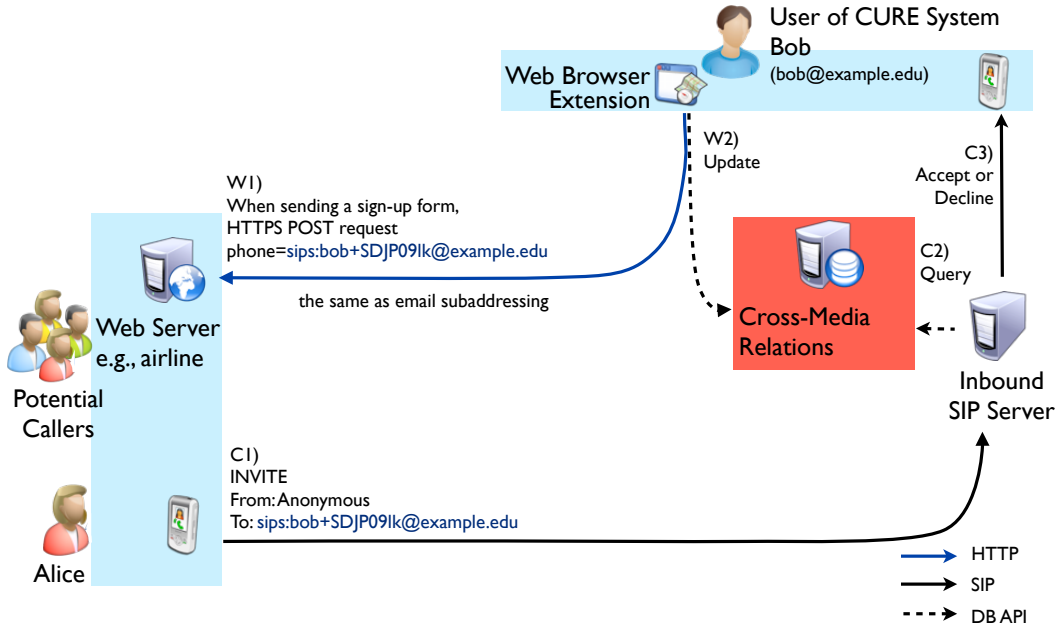 User of CURE System
Bob
(bob@example.edu)
Web Browser
Extension
W2)
Update
C3)
Accept or
Decline
W1)
When sending a sign-up form,
HTTPS POST request
phone=sips:bob+SDJP09lk@example.edu
the same as email subaddressing
C2)
Query
Web Server
e.g., airline
Cross-Media
Relations
Potential
Callers
Inbound
SIP Server
C1)
INVITE
From: Anonymous
To: sips:bob+SDJP09lk@example.edu
Alice
HTTP
SIP
DB API